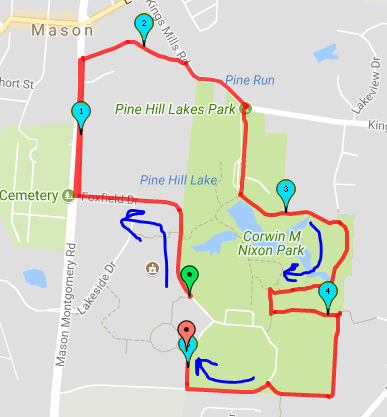 Mason
2
Kings Mills Rd
hort St
Pine Run
Lakeview Dr
Pine Hill Lakes Park
1
King
Pine Hill Lake
3
Cemetery
Foxfield Dr
Corwin M
Nixon Park
Mason Montgomery Rd
Lakeside Dr
4